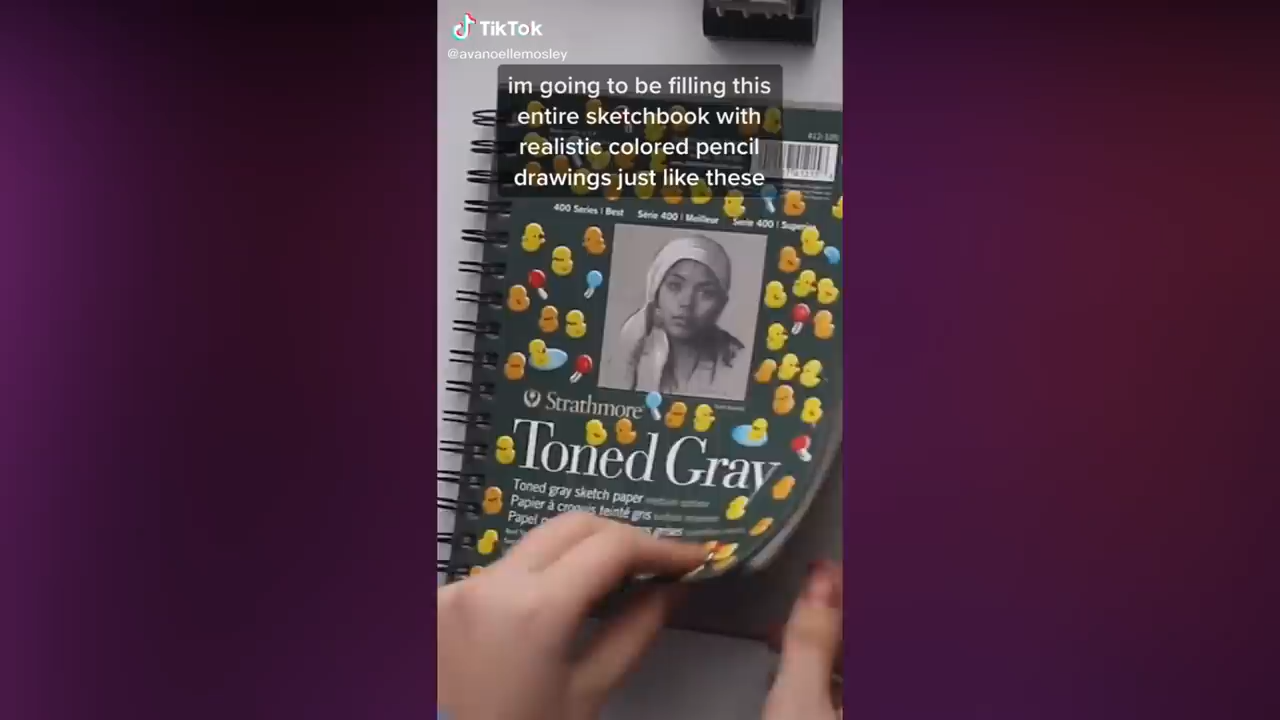 TikTok
@avanoellemosley
im going to be filling this
entire sketchbook with
realistic colored pencil
drawings just like these
400 Series | Best Série 400 | Meilleur Serie 400 | Superior
Strathmore
Toned Gray
Toned gray sketch paper
Papier à croquis teinté gris
Papel